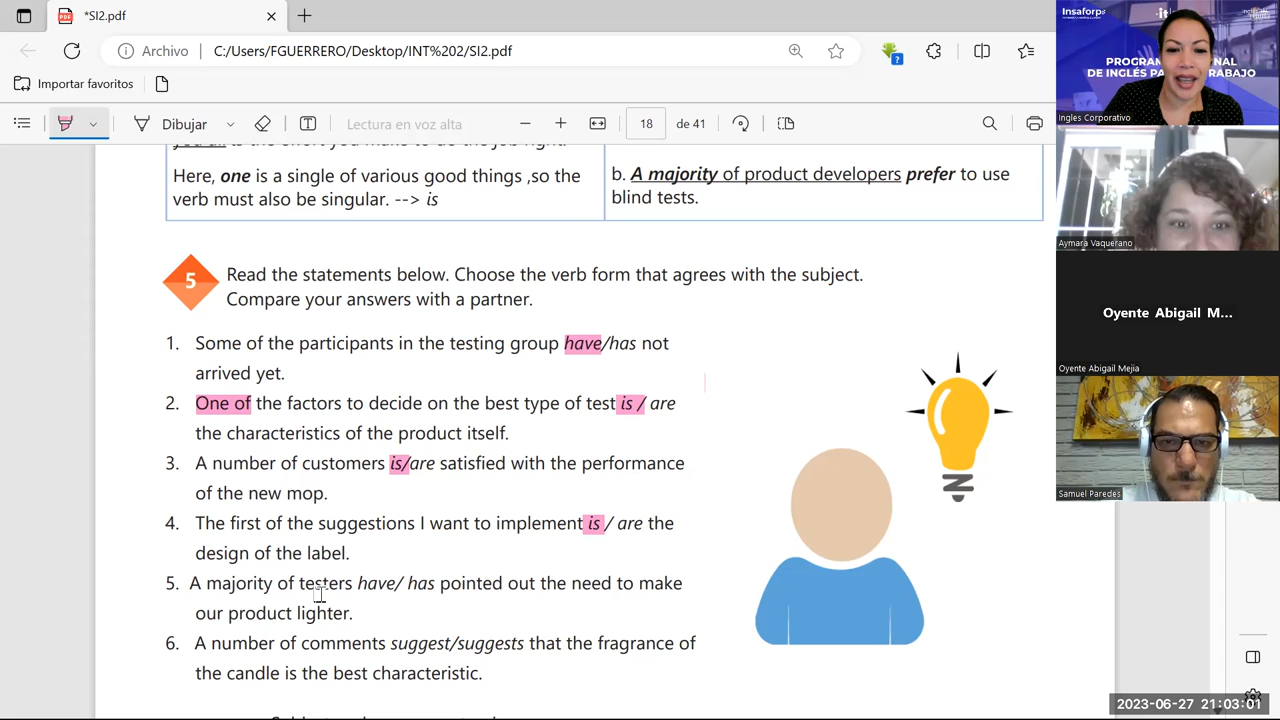 *SI2.pdf
Archivo C:/Users/FGUERRERO/Desktop/INT%202/SI2.pdf
?
Importar favoritos
Dibujar Lectura en voz alta 18 de 41
Here, one is a single of various good things ,so the
verb must also be singular. --> is
b. A majority of product developers prefer to use
blind tests.
5
Read the statements below. Choose the verb form that agrees with the subject.
Compare your answers with a partner.
1. Some of the participants in the testing group have/has not
arrived yet.
2. One of the factors to decide on the best type of test is / are
the characteristics of the product itself.
3. A number of customers is/are satisfied with the performance
of the new mop.
4. The first of the suggestions I want to implement is / are the
design of the label.
5. A majority of testers have/ has pointed out the need to make
our product lighter.
6. A number of comments suggest/suggests that the fragrance of
the candle is the best characteristic.
Insaforp
Ingles Corporativo
Aymara Vaquerano
Oyente Abigail M...
Oyente Abigail Mejia
Samuel Paredes
2023-06-27 21:03:01